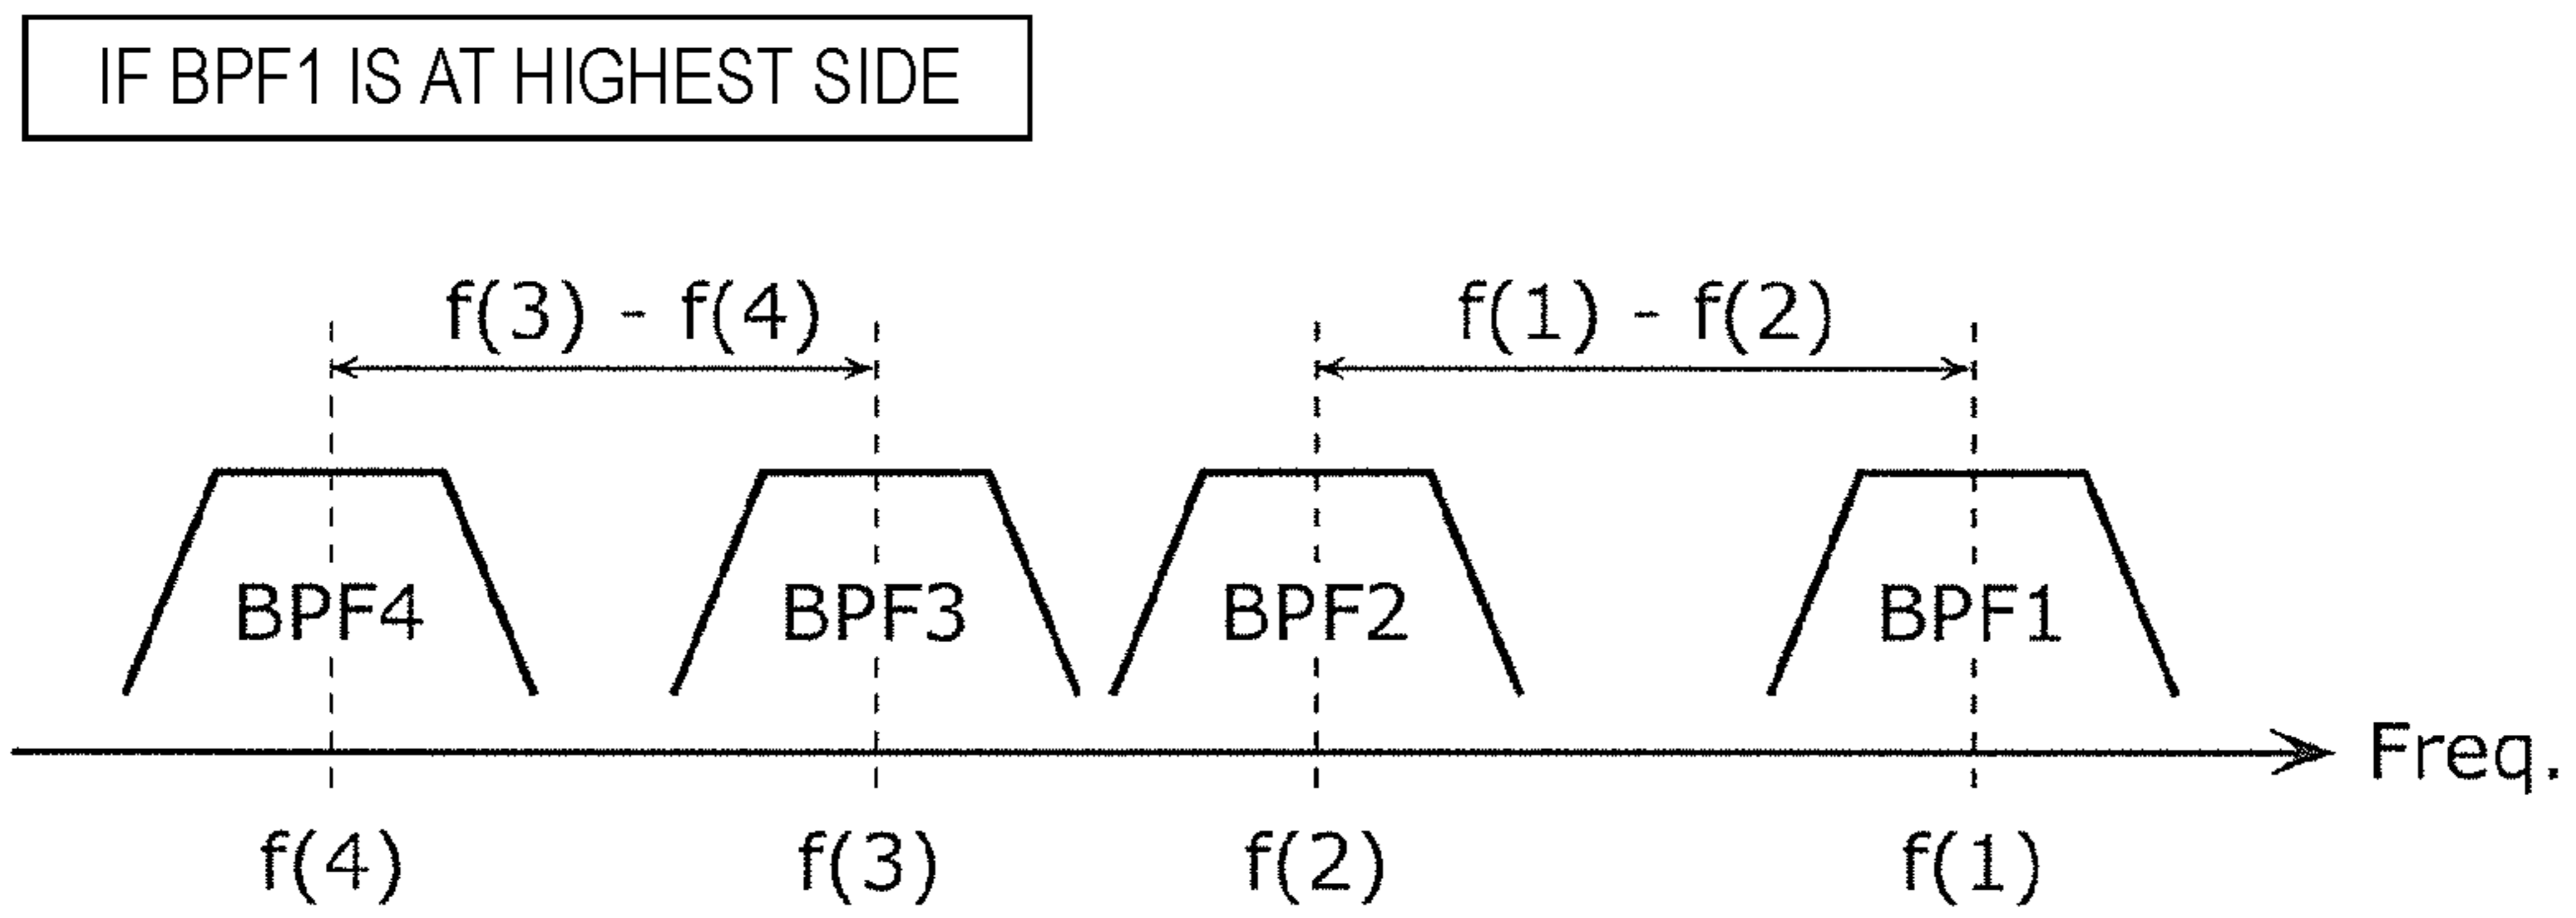 IF BPF1 IS AT HIGHEST SIDE
f(3) - f(4) f(1) - f(2)
BPF4 BPF3 BPF2 BPF1
Freq.
f(4) f(3) f(2) f(1)